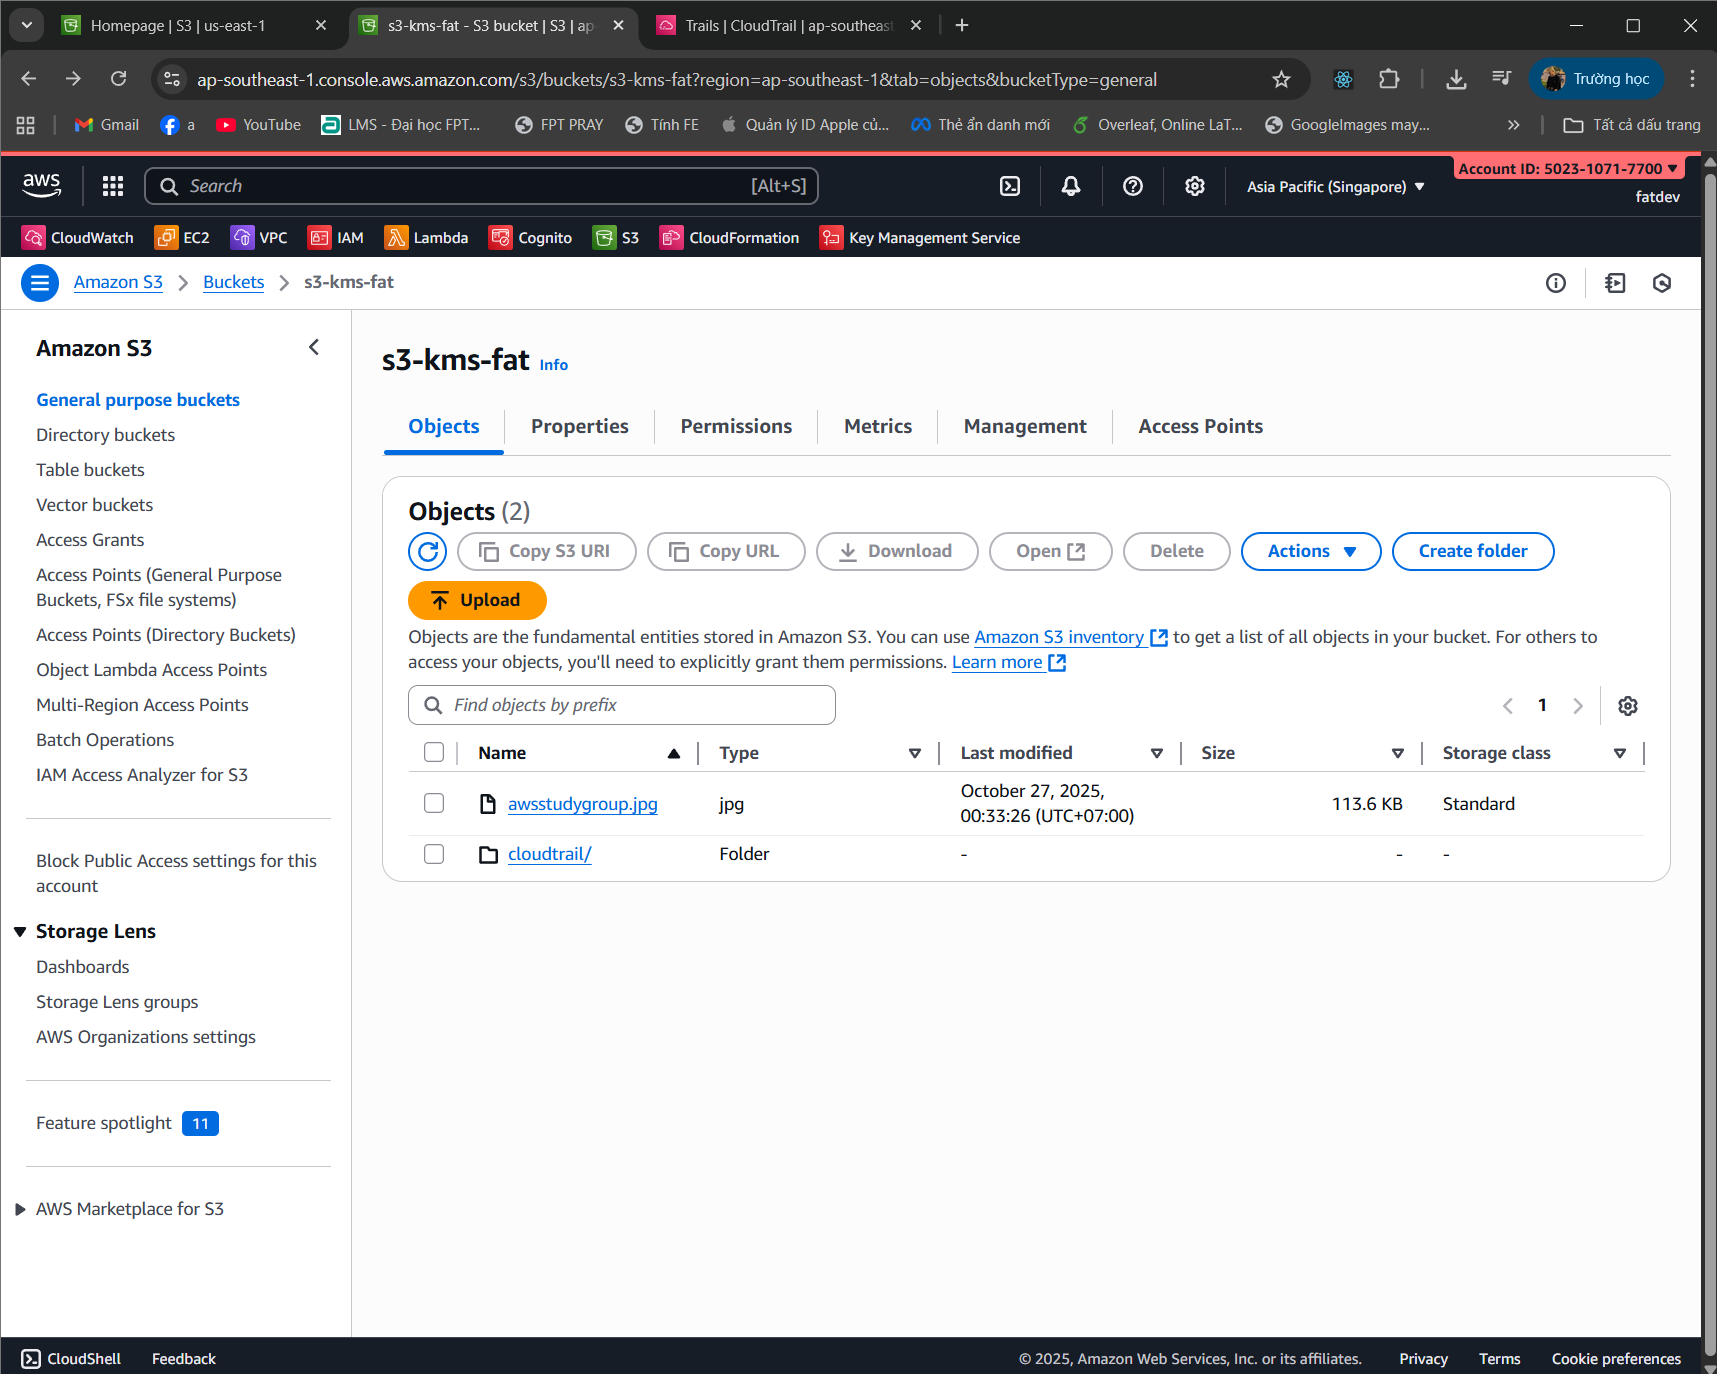 Homepage | S3 | us-east-1
s3-kms-fat - S3 bucket | S3 | ap-
Trails | CloudTrail | ap-southeast
ap-southeast-1.console.aws.amazon.com/s3/buckets/s3-kms-fat?region=ap-southeast-1&tab=objects&bucketType=general
Trường học
Gmail
a
YouTube
LMS - Đại học FPT...
FPT PRAY
Tính FE
Quản lý ID Apple củ...
Thẻ ẩn danh mới
Overleaf, Online LaT...
GoogleImages may...
Tất cả dấu trang
aws
Search
[Alt+S]
Asia Pacific (Singapore)
Account ID: 5023-1071-7700
fatdev
CloudWatch
EC2
VPC
IAM
Lambda
Cognito
S3
CloudFormation
Key Management Service
Amazon S3
Buckets
s3-kms-fat
Amazon S3
General purpose buckets
Directory buckets
Table buckets
Vector buckets
Access Grants
Access Points (General Purpose
Buckets, FSx file systems)
Access Points (Directory Buckets)
Object Lambda Access Points
Multi-Region Access Points
Batch Operations
IAM Access Analyzer for S3
Block Public Access settings for this
account
Storage Lens
Dashboards
Storage Lens groups
AWS Organizations settings
Feature spotlight 11
AWS Marketplace for S3
s3-kms-fat Info
Objects
Properties
Permissions
Metrics
Management
Access Points
Objects (2)
Copy S3 URI
Copy URL
Download
Open
Delete
Actions
Create folder
Upload
Objects are the fundamental entities stored in Amazon S3. You can use Amazon S3 inventory to get a list of all objects in your bucket. For others to
access your objects, you'll need to explicitly grant them permissions. Learn more
Find objects by prefix
1
Name
Type
Last modified
Size
Storage class
awsstudygroup.jpg
jpg
October 27, 2025,
00:33:26 (UTC+07:00)
113.6 KB
Standard
cloudtrail/
Folder
-
-
-
CloudShell
Feedback
© 2025, Amazon Web Services, Inc. or its affiliates.
Privacy
Terms
Cookie preferences